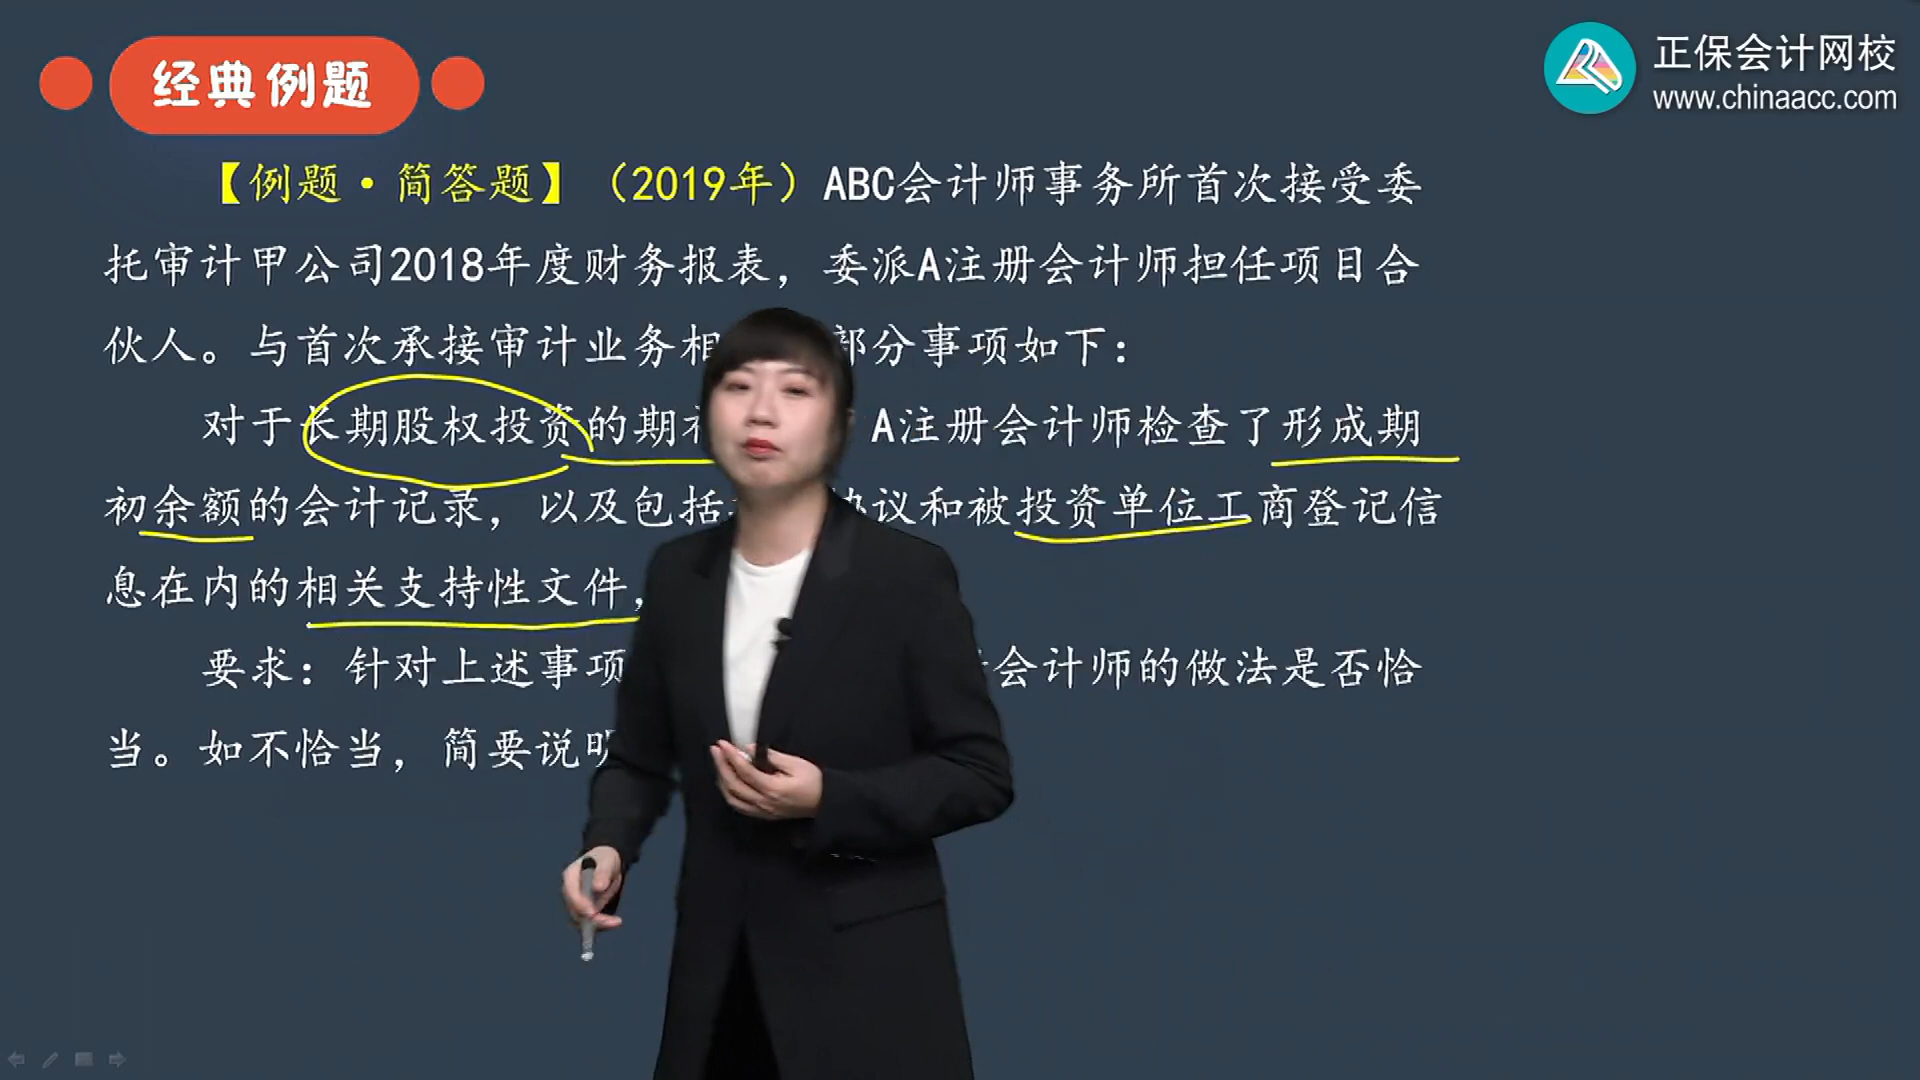 经典例题
正保会计网校
www.chinaacc.com
【例题·简答题】（2019年）ABC会计师事务所首次接受委
托审计甲公司2018年度财务报表，委派A注册会计师担任项目合
伙人。与首次承接审计业务相 部分事项如下：
对于长期股权投资的期初 A注册会计师检查了形成期
初余额的会计记录，以及包括 协议和被投资单位工商登记信
息在内的相关支持性文件，
要求：针对上述事项 会计师的做法是否恰
当。如不恰当，简要说明